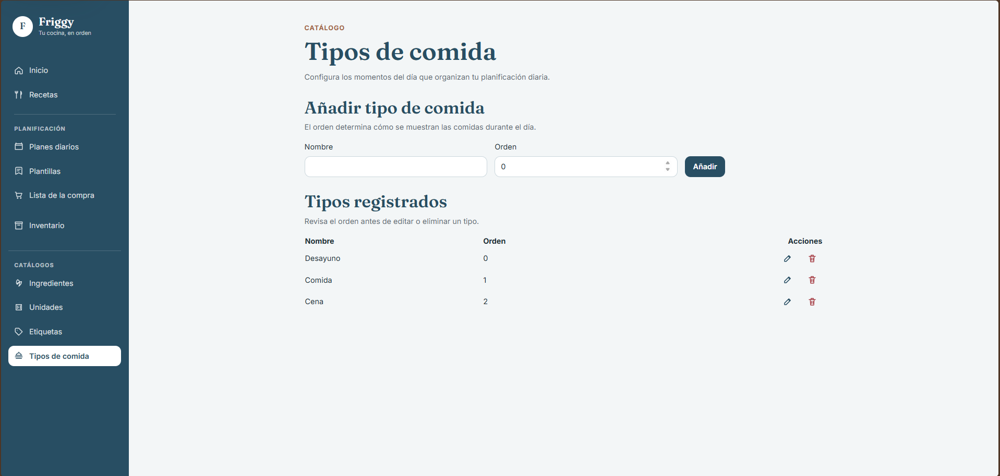 F
Friggy
Tu cocina, en orden
Inicio
Recetas
PLANIFICACIÓN
Planes diarios
Plantillas
Lista de la compra
Inventario
CATÁLOGOS
Ingredientes
Unidades
Etiquetas
Tipos de comida
CATÁLOGO
Tipos de comida
Configura los momentos del día que organizan tu planificación diaria.
Añadir tipo de comida
El orden determina cómo se muestran las comidas durante el día.
Nombre Orden
0 Añadir
Tipos registrados
Revisa el orden antes de editar o eliminar un tipo.
Nombre Orden Acciones
Desayuno 0
Comida 1
Cena 2